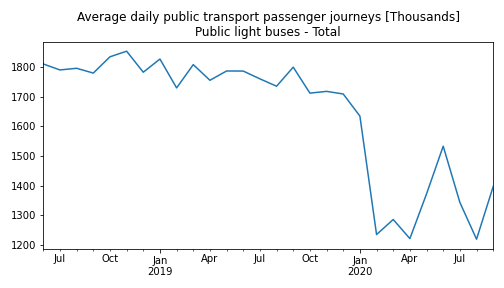 Average daily public transport passenger journeys [Thousands]
Public light buses - Total
1800
1700
1600
1500
1400
1300
1200
Jul Oct Jan Apr Jul Oct Jan Apr Jul
2019 2020